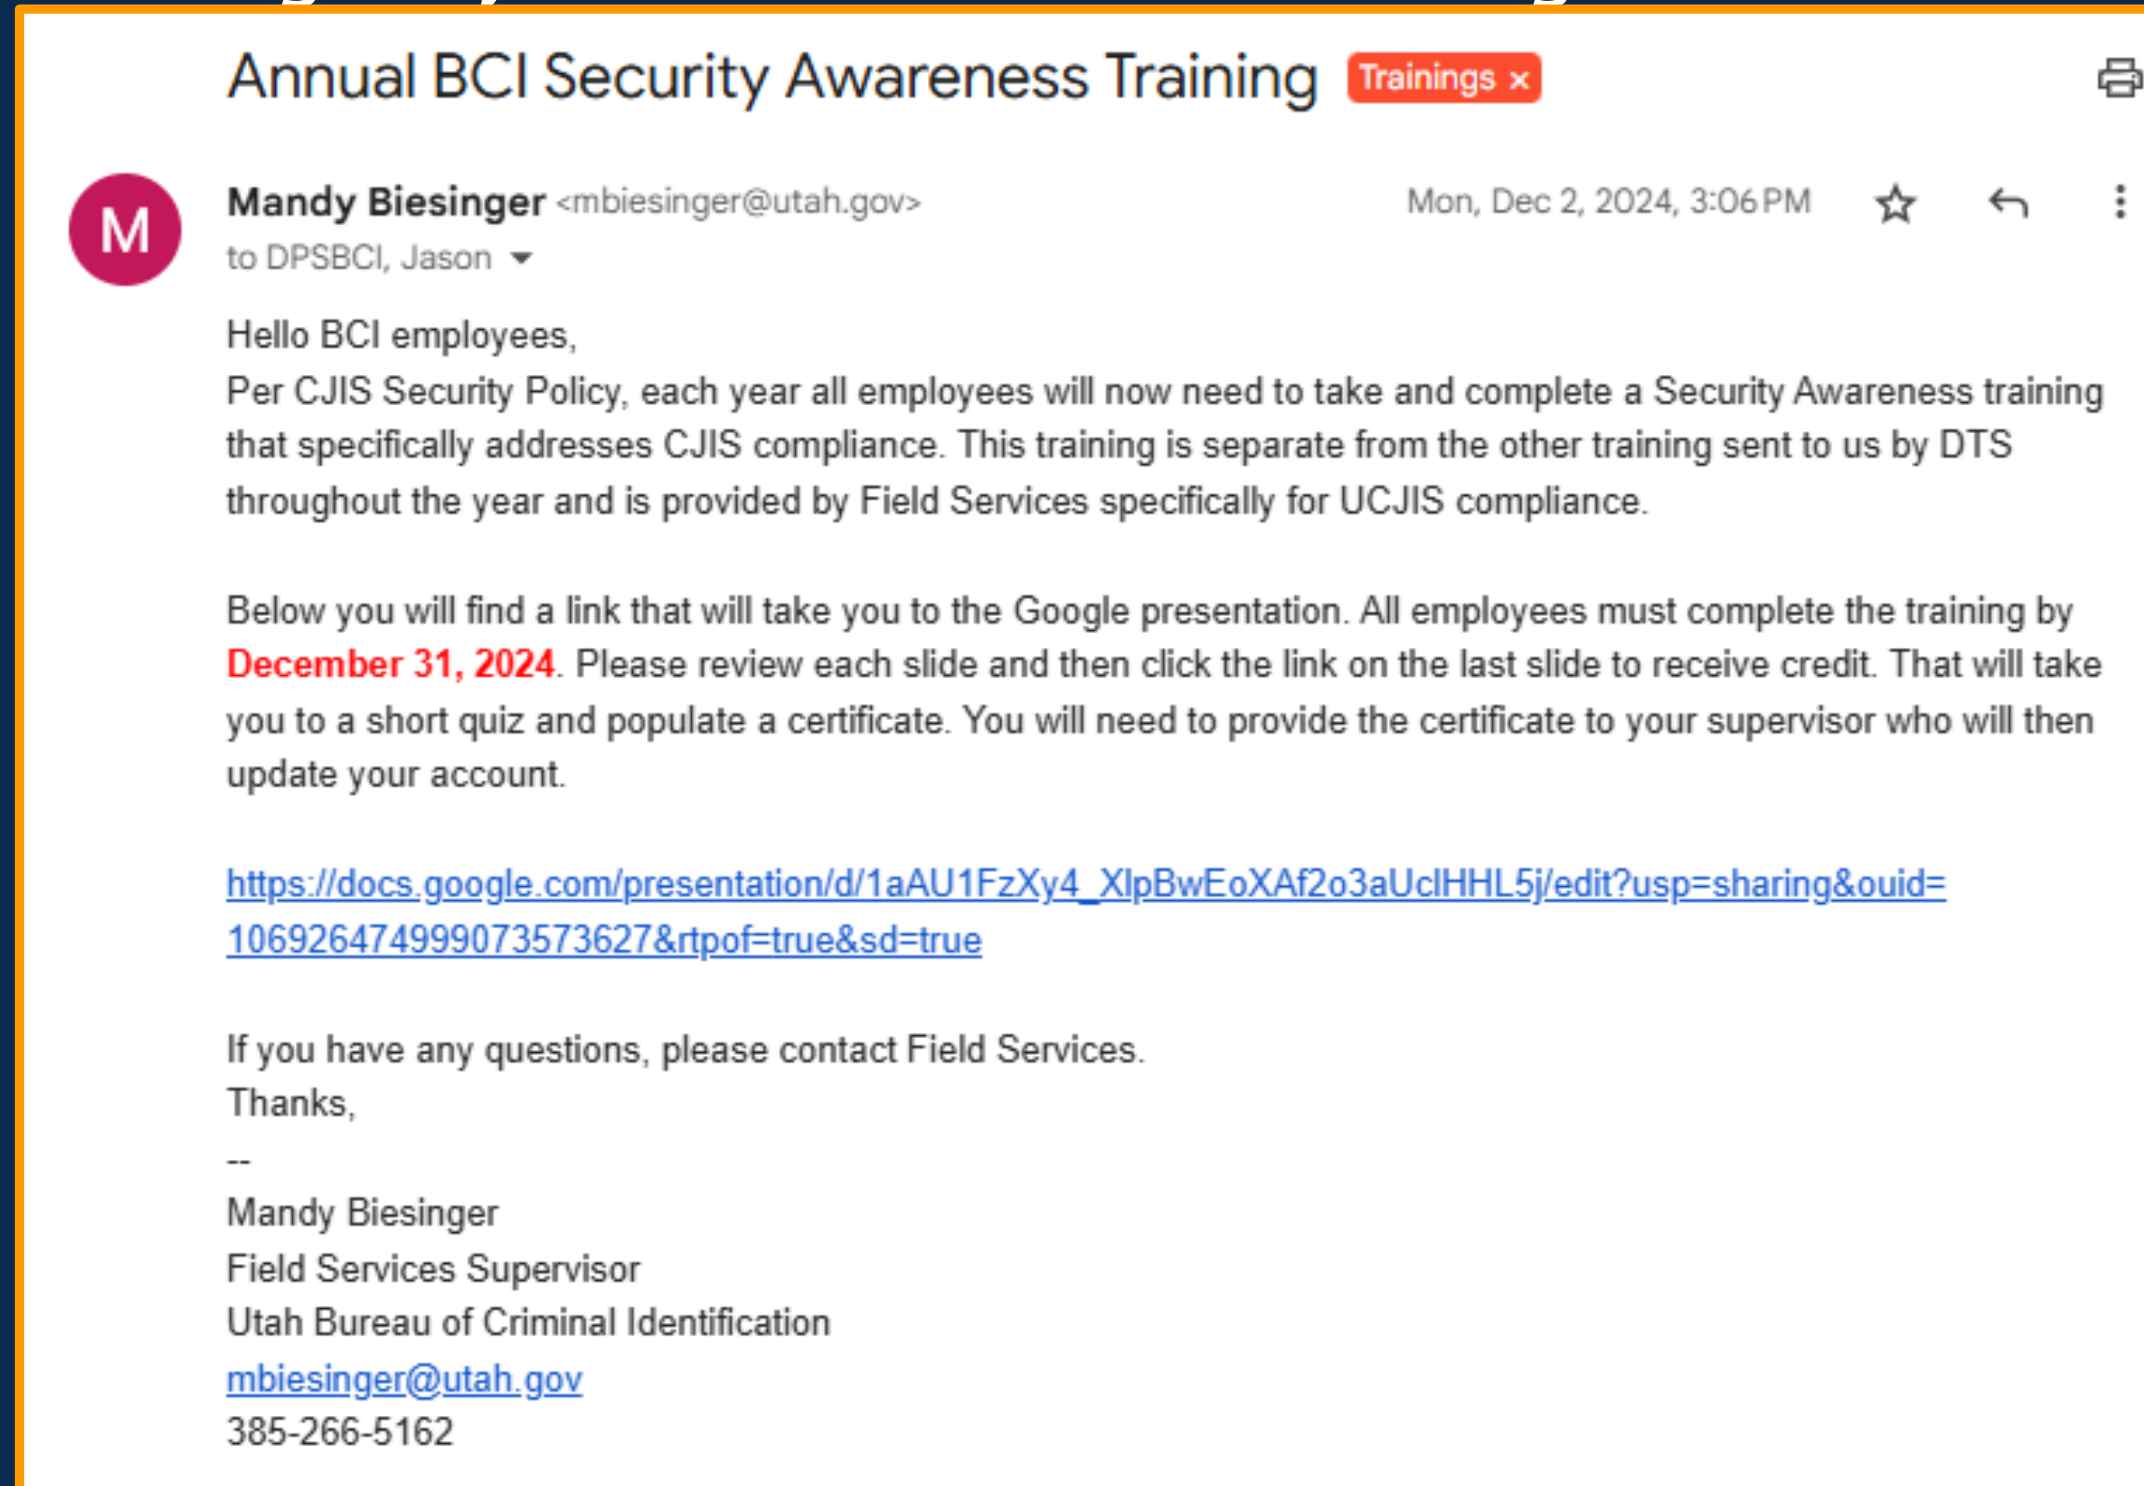 Annual BCI Security Awareness Training Trainings x
Mandy Biesinger <mbiesinger@utah.gov> Mon, Dec 2, 2024, 3:06 PM
M
to DPSBCI, Jason
Hello BCI employees,
Per CJIS Security Policy, each year all employees will now need to take and complete a Security Awareness training
that specifically addresses CJIS compliance. This training is separate from the other training sent to us by DTS
throughout the year and is provided by Field Services specifically for UCJIS compliance.
Below you will find a link that will take you to the Google presentation. All employees must complete the training by
December 31, 2024. Please review each slide and then click the link on the last slide to receive credit. That will take
you to a short quiz and populate a certificate. You will need to provide the certificate to your supervisor who will then
update your account.
https://docs.google.com/presentation/d/1aAU1FzXy4_XlpBwEoXAf2o3aUclHHL5j/edit?usp=sharing&ouid=
106926474999073573627&rtpof=true&sd=true
If you have any questions, please contact Field Services.
Thanks,
--
Mandy Biesinger
Field Services Supervisor
Utah Bureau of Criminal Identification
mbiesinger@utah.gov
385-266-5162